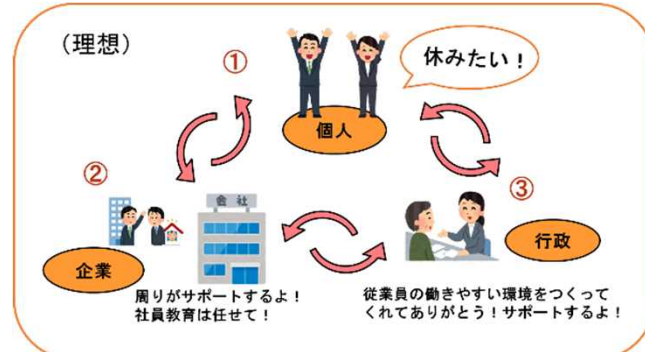 （理想）
①
休みたい！
個人
②
③
会社
企業
行政
周りがサポートするよ！
社員教育は任せて！
従業員の働きやすい環境をつくって
くれてありがとう！サポートするよ！